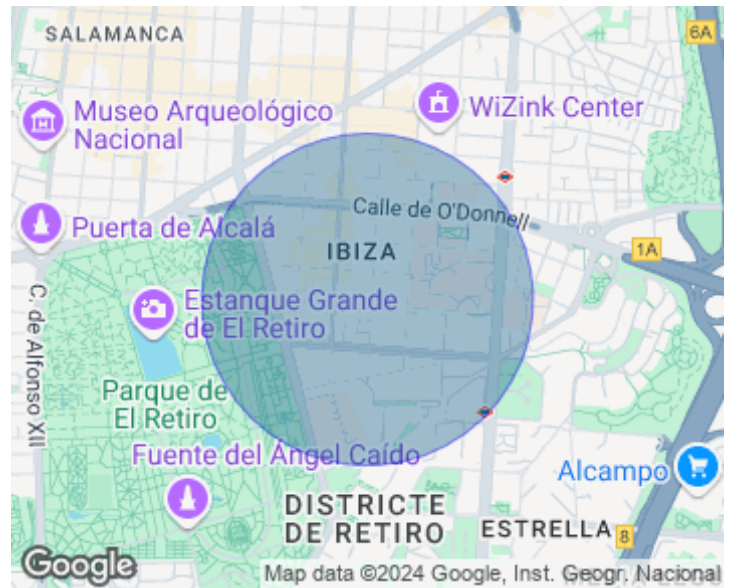 SALAMANCA
6A
Museo Arqueológico
Nacional
WiZink Center
Puerta de Alcalá
Calle de O'Donnell
IBIZA
1A
Estanque Grande
de El Retiro
C. de Alfonso XII
Parque de
El Retiro
Fuente del Ángel Caído
Alcampo
DISTRICTE
DE RETIRO
ESTRELLA
8
Google
Map data ©2024 Google, Inst. Geogr. Nacional